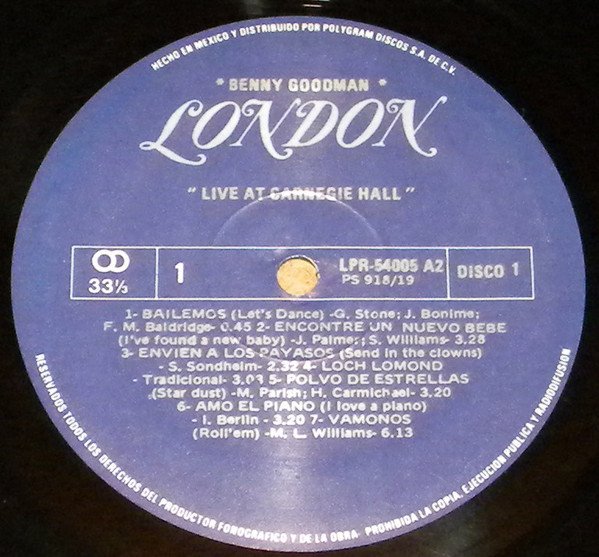 HECHO EN MEXICO Y DISTRIBUIDO POR POLYGRAM DISCOS S.A. DE C.V.
* BENNY GOODMAN *
LONDON
"LIVE AT CARNEGIE HALL"
33⅓
1
LPR-54005 A2
PS 918/19
DISCO 1
1- BAILEMOS (Let's Dance) -G. Stone; J. Bonime;
F. M. Baldridge- 0.45 2- ENCONTRE UN NUEVO BEBE
(I've found a new baby) -J. Palmer; S. Williams- 3.28
3- ENVIEN A LOS PAYASOS (Send in the clowns)
- S. Sondheim- 2.32 4- LOCH LOMOND
- Tradicional- 3.03 5- POLVO DE ESTRELLAS
(Star dust) -M. Parish; H. Carmichael- 3.20
6- AMO EL PIANO (I love a piano)
- I. Berlin - 3.20 7- VAMONOS
(Roll'em) -M. L. Williams- 6.13
RESERVADOS TODOS LOS DERECHOS DEL PRODUCTOR FONOGRAFICO Y DE LA OBRA- PROHIBIDA LA COPIA, EJECUCION PUBLICA Y RADIODIFUSION